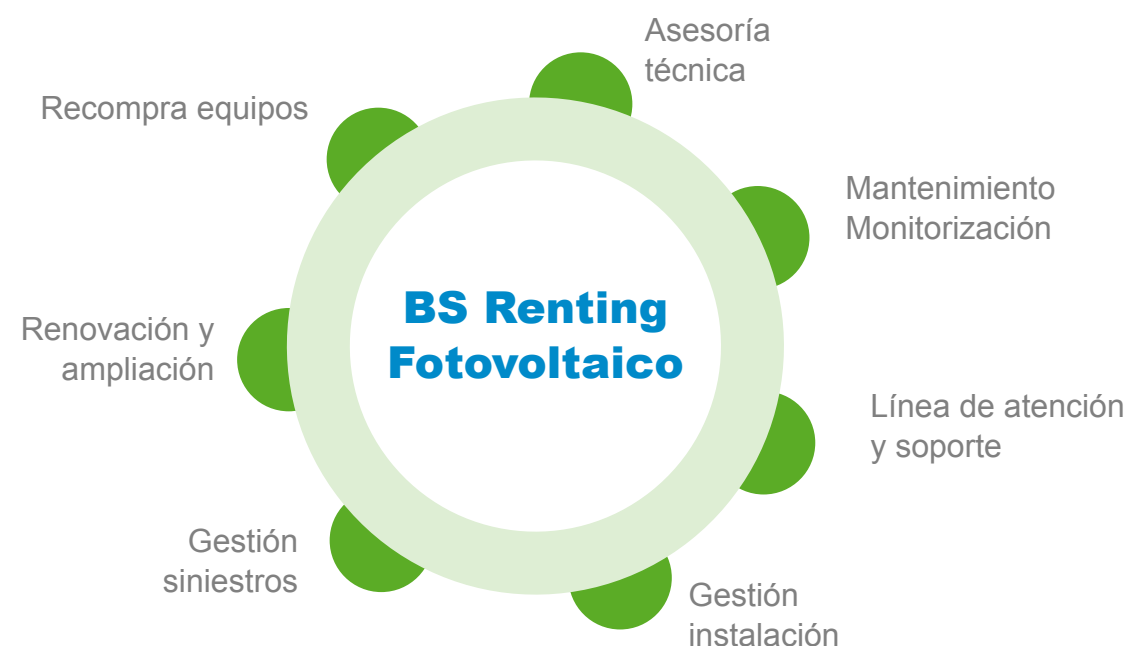 Asesoría
técnica
Recompra equipos
Mantenimiento
Monitorización
BS Renting
Fotovoltaico
Renovación y
ampliación
Línea de atención
y soporte
Gestión
siniestros
Gestión
instalación